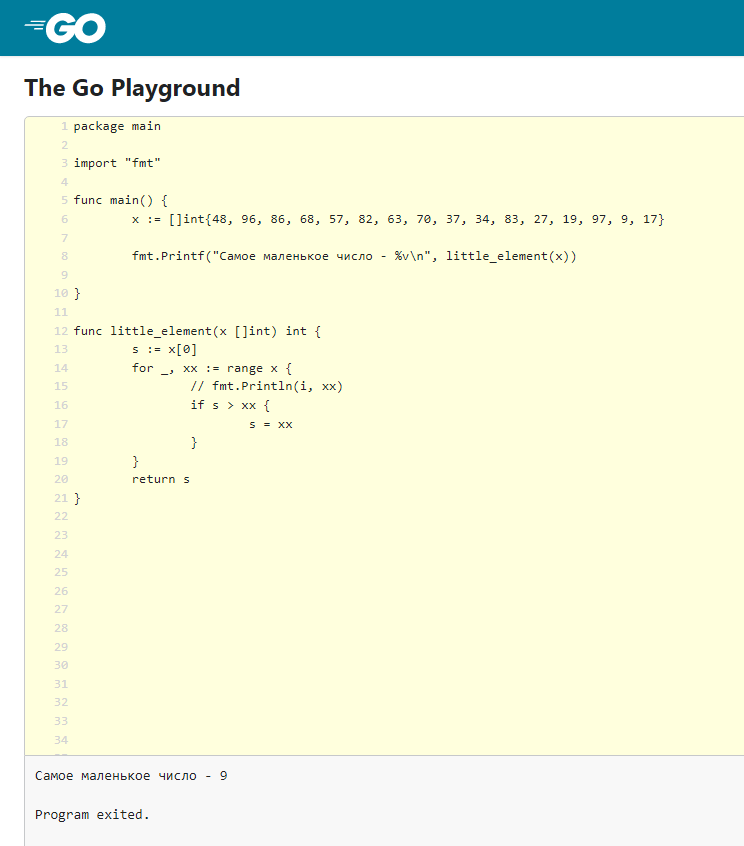 GO
The Go Playground
1 package main
2
3 import "fmt"
4
5 func main() {
6 x := []int{48, 96, 86, 68, 57, 82, 63, 70, 37, 34, 83, 27, 19, 97, 9, 17}
7
8 fmt.Printf("Самое маленькое число - %v\n", little_element(x))
9
10 }
11
12 func little_element(x []int) int {
13 s := x[0]
14 for _, xx := range x {
15 // fmt.Println(i, xx)
16 if s > xx {
17 s = xx
18 }
19 }
20 return s
21 }
22
23
24
25
26
27
28
29
30
31
32
33
34
Самое маленькое число - 9
Program exited.